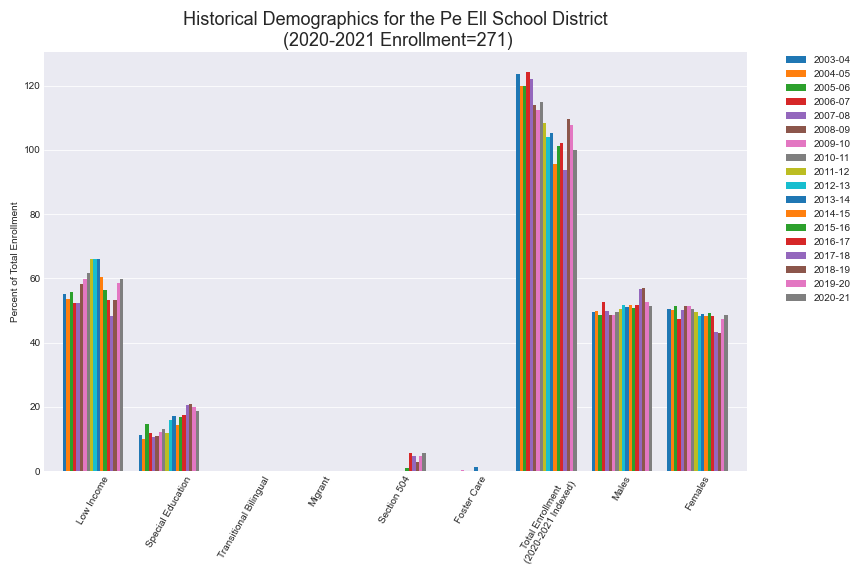 Historical Demographics for the Pe Ell School District
(2020-2021 Enrollment=271)
Percent of Total Enrollment
120
100
80
60
40
20
0
Low Income
Special Education
Transitional Bilingual
Migrant
Section 504
Foster Care
Total Enrollment
(2020-2021 Indexed)
Males
Females
2003-04
2004-05
2005-06
2006-07
2007-08
2008-09
2009-10
2010-11
2011-12
2012-13
2013-14
2014-15
2015-16
2016-17
2017-18
2018-19
2019-20
2020-21